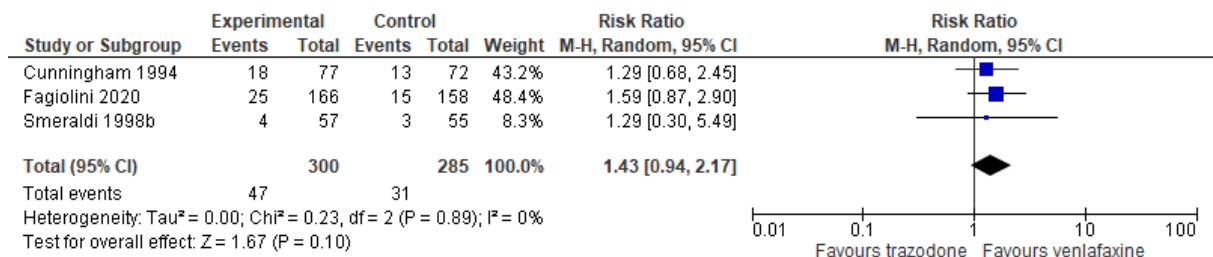 Experimental Control Risk Ratio Risk Ratio
Study or Subgroup Events Total Events Total Weight M-H, Random, 95% CI M-H, Random, 95% CI
Cunningham 1994 18 77 13 72 43.2% 1.29 [0.68, 2.45]
Fagiolini 2020 25 166 15 158 48.4% 1.59 [0.87, 2.90]
Smeraldi 1998b 4 57 3 55 8.3% 1.29 [0.30, 5.49]
Total (95% CI) 300 285 100.0% 1.43 [0.94, 2.17]
Total events 47 31
Heterogeneity: Tau² = 0.00; Chi² = 0.23, df = 2 (P = 0.89); I² = 0%
Test for overall effect: Z = 1.67 (P = 0.10)
0.01 0.1 1 10 100
Favours trazodone Favours venlafaxine